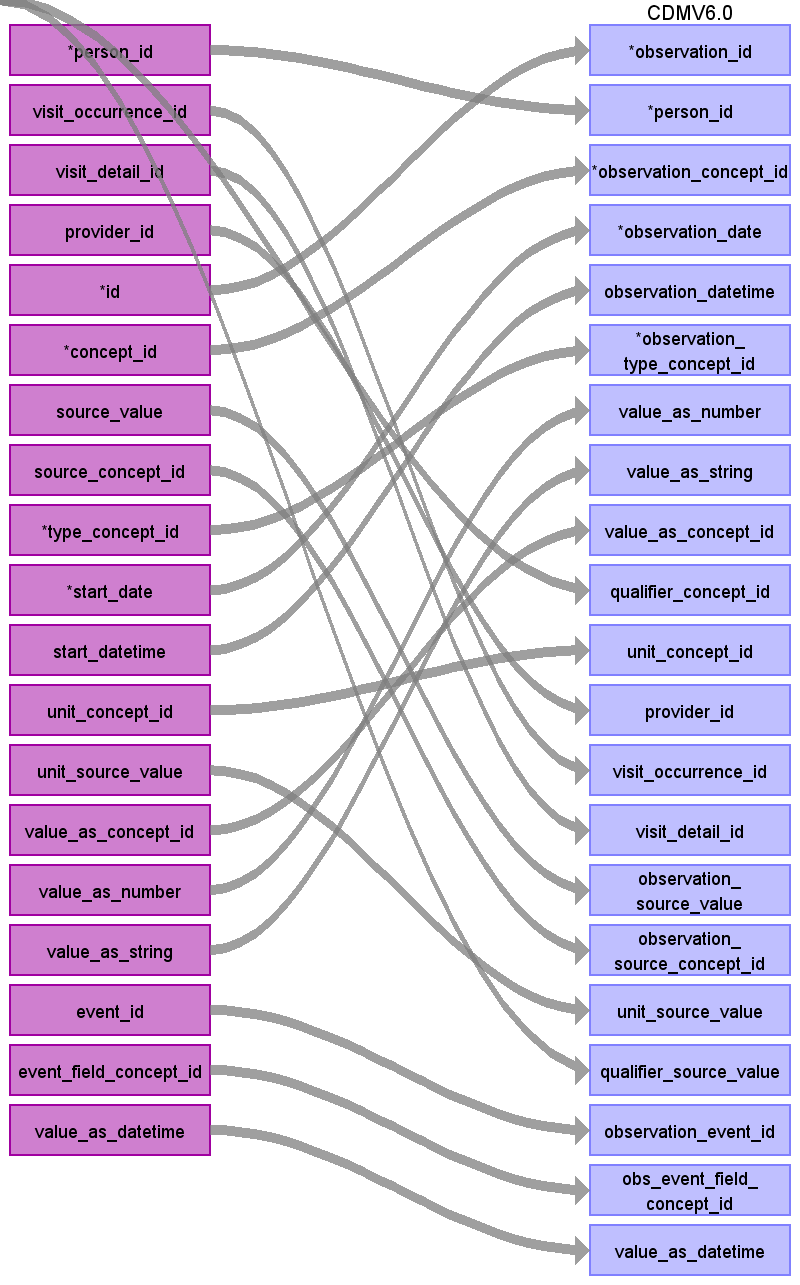 CDMV6.0
*person_id
visit_occurrence_id
visit_detail_id
provider_id
*id
*concept_id
source_value
source_concept_id
*type_concept_id
*start_date
start_datetime
unit_concept_id
unit_source_value
value_as_concept_id
value_as_number
value_as_string
event_id
event_field_concept_id
value_as_datetime
*observation_id
*person_id
*observation_concept_id
*observation_date
observation_datetime
*observation_
type_concept_id
value_as_number
value_as_string
value_as_concept_id
qualifier_concept_id
unit_concept_id
provider_id
visit_occurrence_id
visit_detail_id
observation_
source_value
observation_
source_concept_id
unit_source_value
qualifier_source_value
observation_event_id
obs_event_field_
concept_id
value_as_datetime